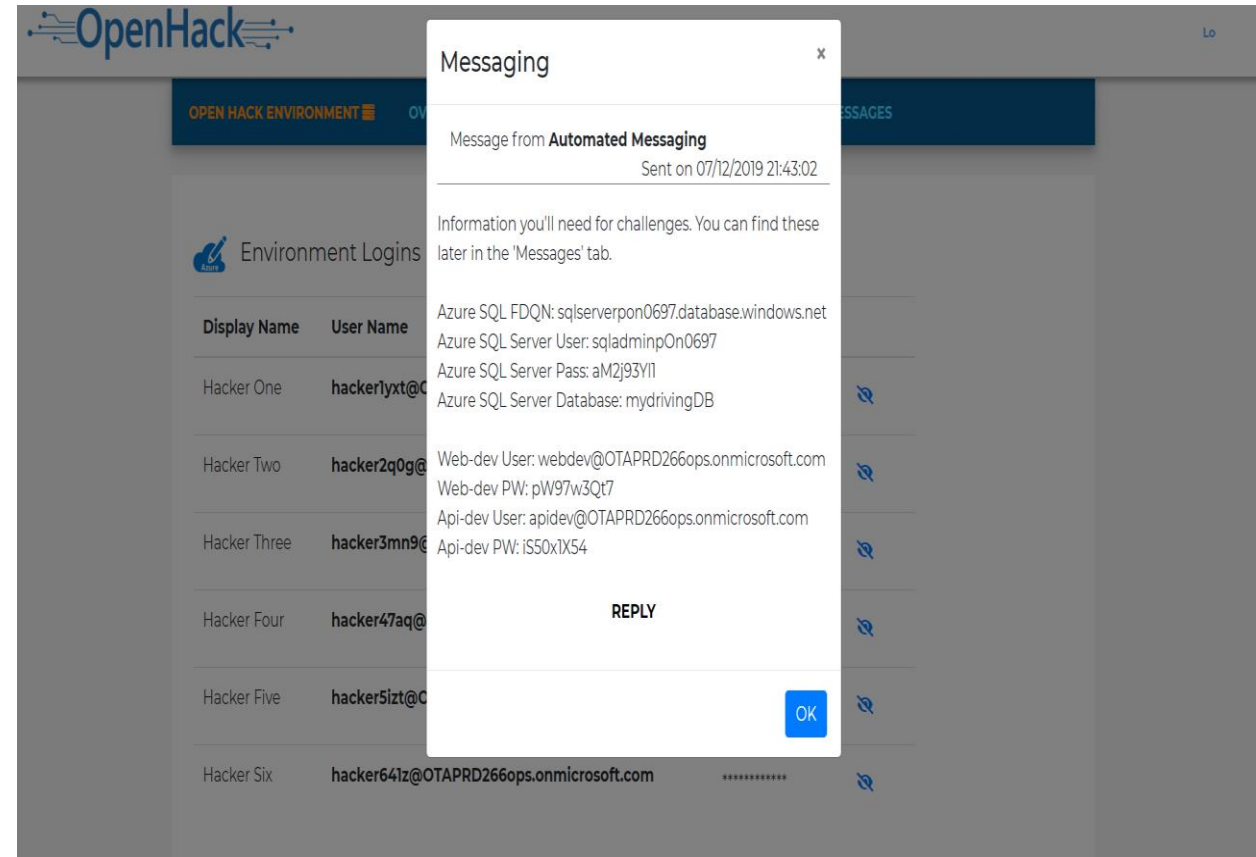 OpenHack
Lo
Messaging
x
OPEN HACK ENVIRONMENT
Message from Automated Messaging
Sent on 07/12/2019 21:43:02
Information you'll need for challenges. You can find these
later in the 'Messages' tab.
Azure SQL FDQN: sqlserverpon0697.database.windows.net
Azure SQL Server User: sqladminpOn0697
Azure SQL Server Pass: aM2j93Yl1
Azure SQL Server Database: mydrivingDB
Web-dev User: webdev@OTAPRD266ops.onmicrosoft.com
Web-dev PW: pW97w3Qt7
Api-dev User: apidev@OTAPRD266ops.onmicrosoft.com
Api-dev PW: iS50x1X54
REPLY
OK
Azure
Environment Logins
Display Name User Name
Hacker One hacker1yxt@
Hacker Two hacker2q0g@
Hacker Three hacker3mn9@
Hacker Four hacker47aq@
Hacker Five hacker5izt@
Hacker Six hacker641z@OTAPRD266ops.onmicrosoft.com ************